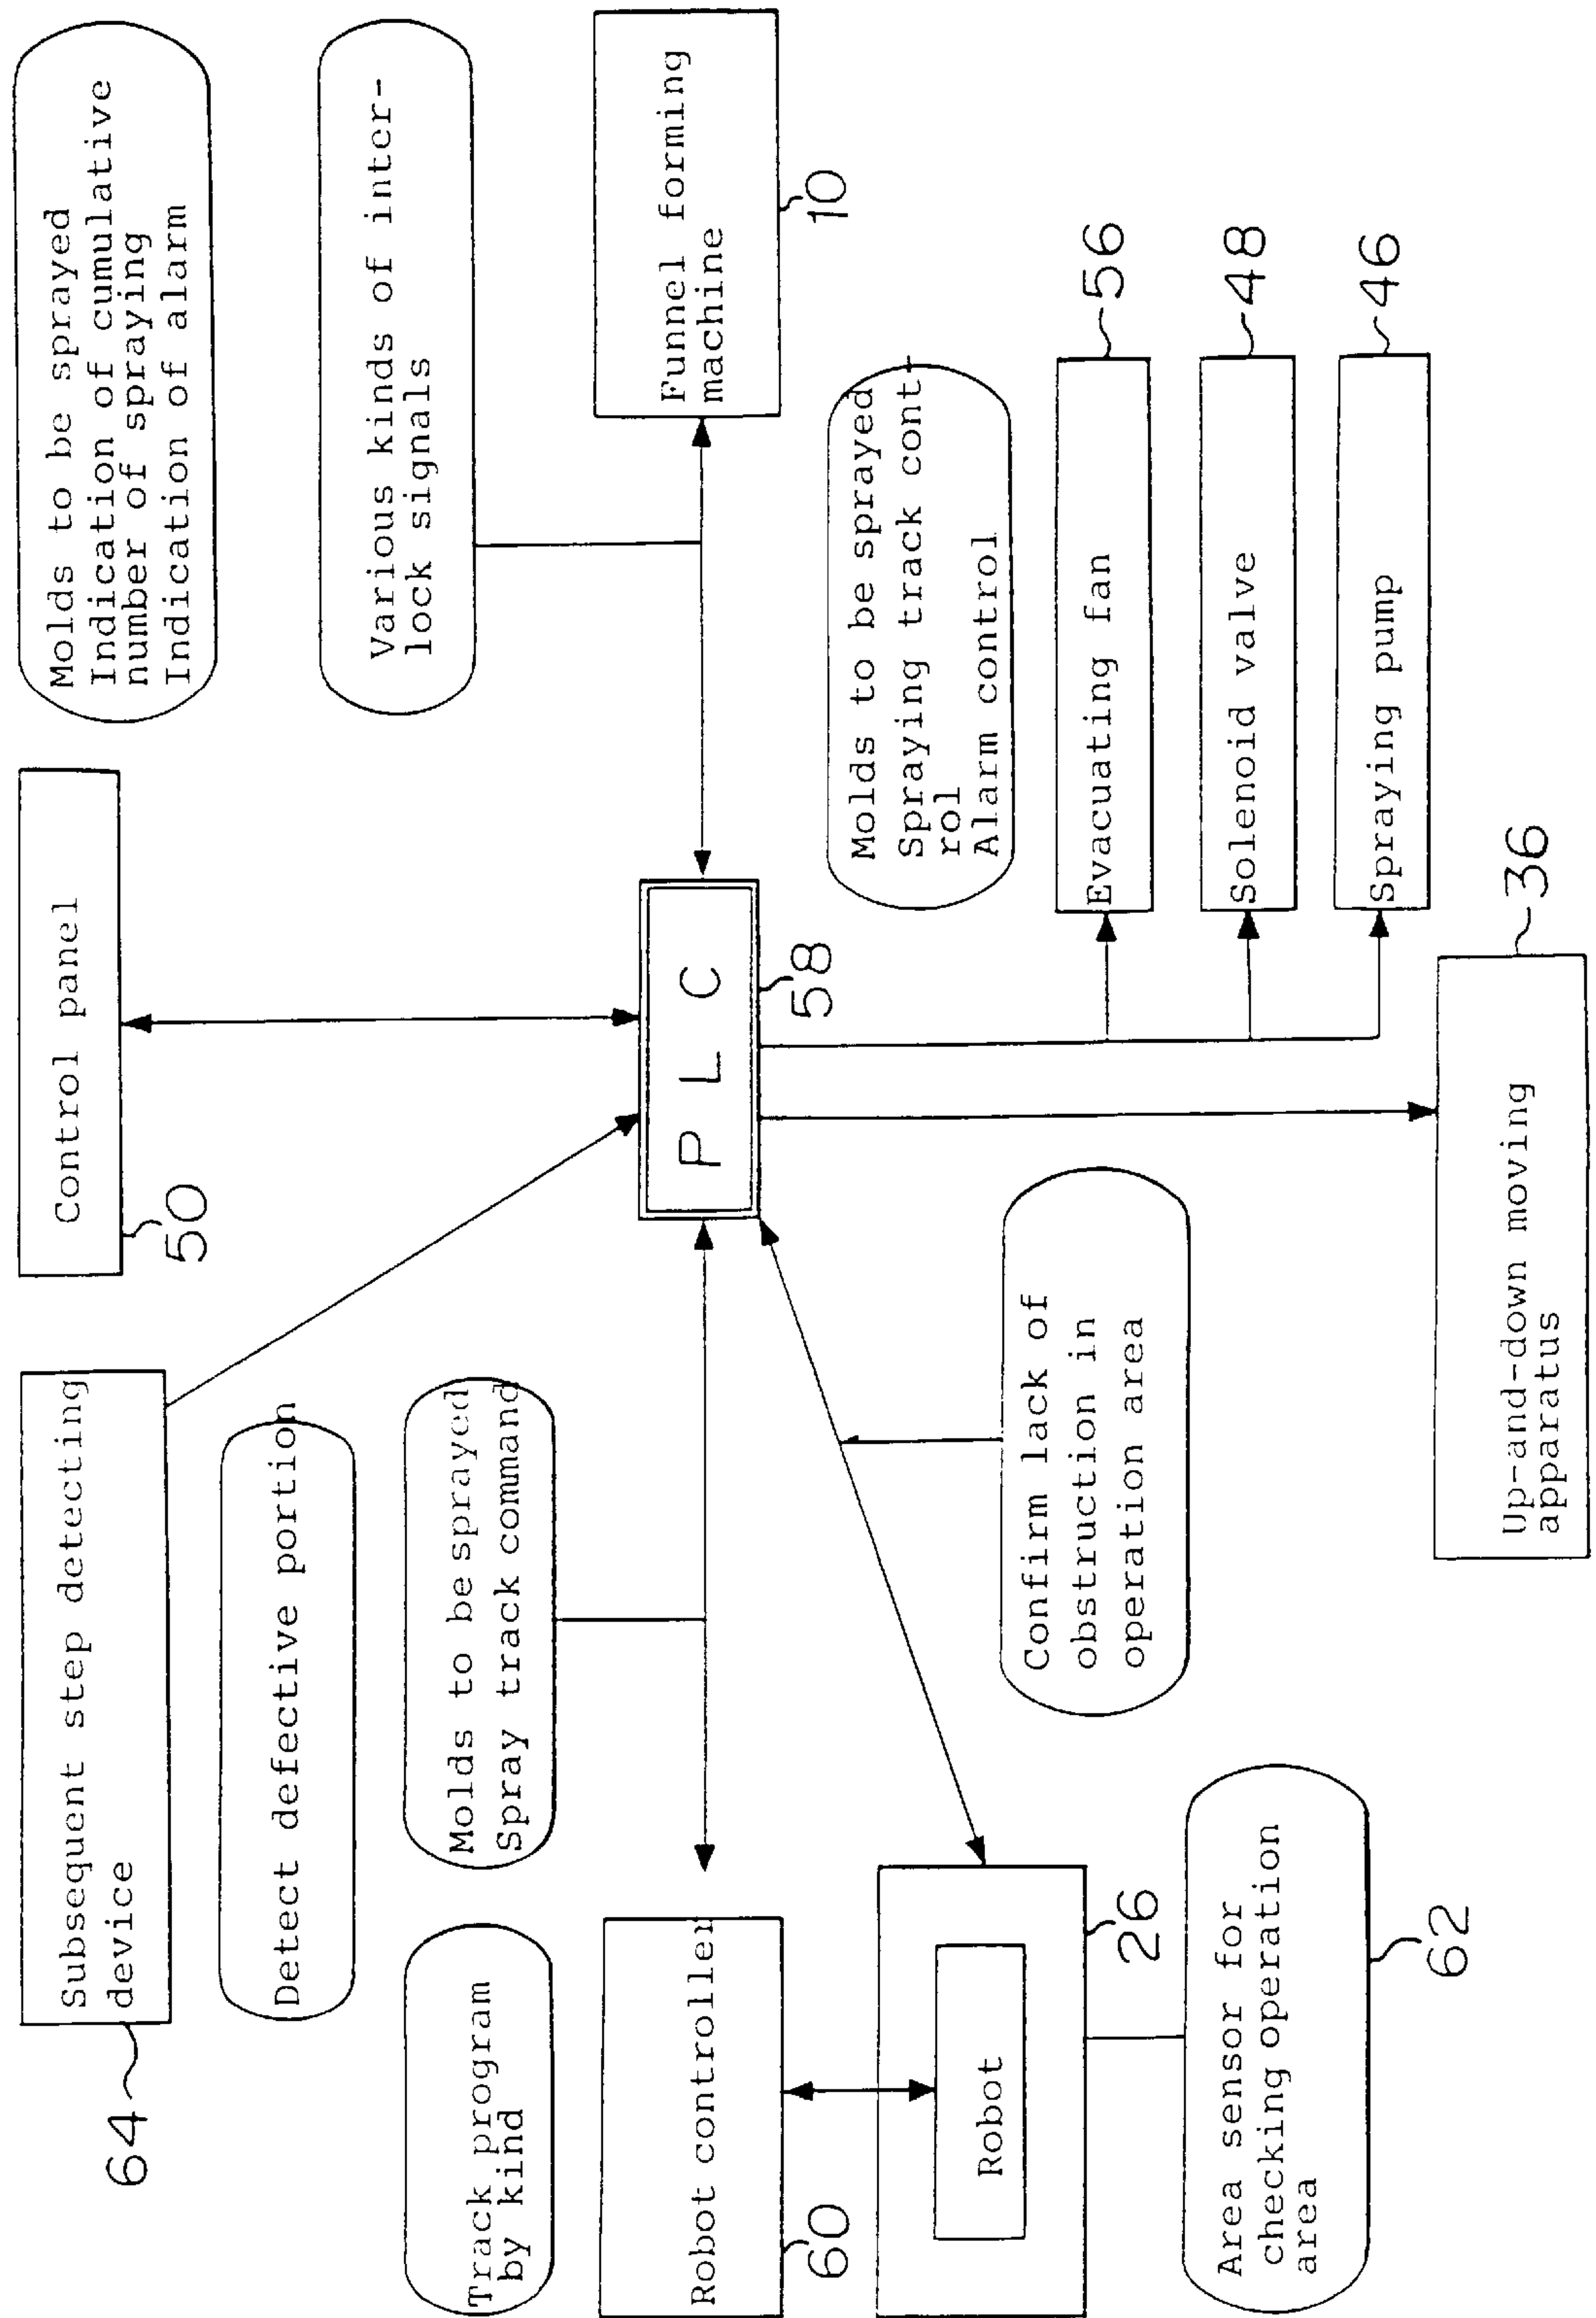 Subsequent step detecting
device
64
Control panel
50
Molds to be sprayed
Indication of cumulative
number of spraying
Indication of alarm
Detect defective portion
Various kinds of inter-
lock signals
Track program
by kind
Molds to be sprayed
Spray track command
Robot controller
60
P L C
58
Funnel forming
machine
10
Robot
26
Molds to be sprayed
Spraying track cont
rol
Alarm control
Confirm lack of
obstruction in
operation area
Evacuating fan
56
Area sensor for
checking operation
area
62
Solenoid valve
48
Spraying pump
46
Up-and-down moving
apparatus
36